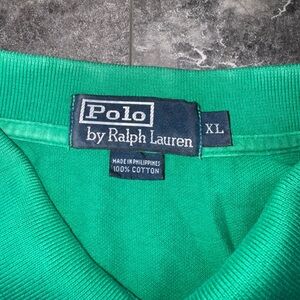 Polo
by Ralph Lauren
XL
MADE IN PHILIPPINES
100% COTTON